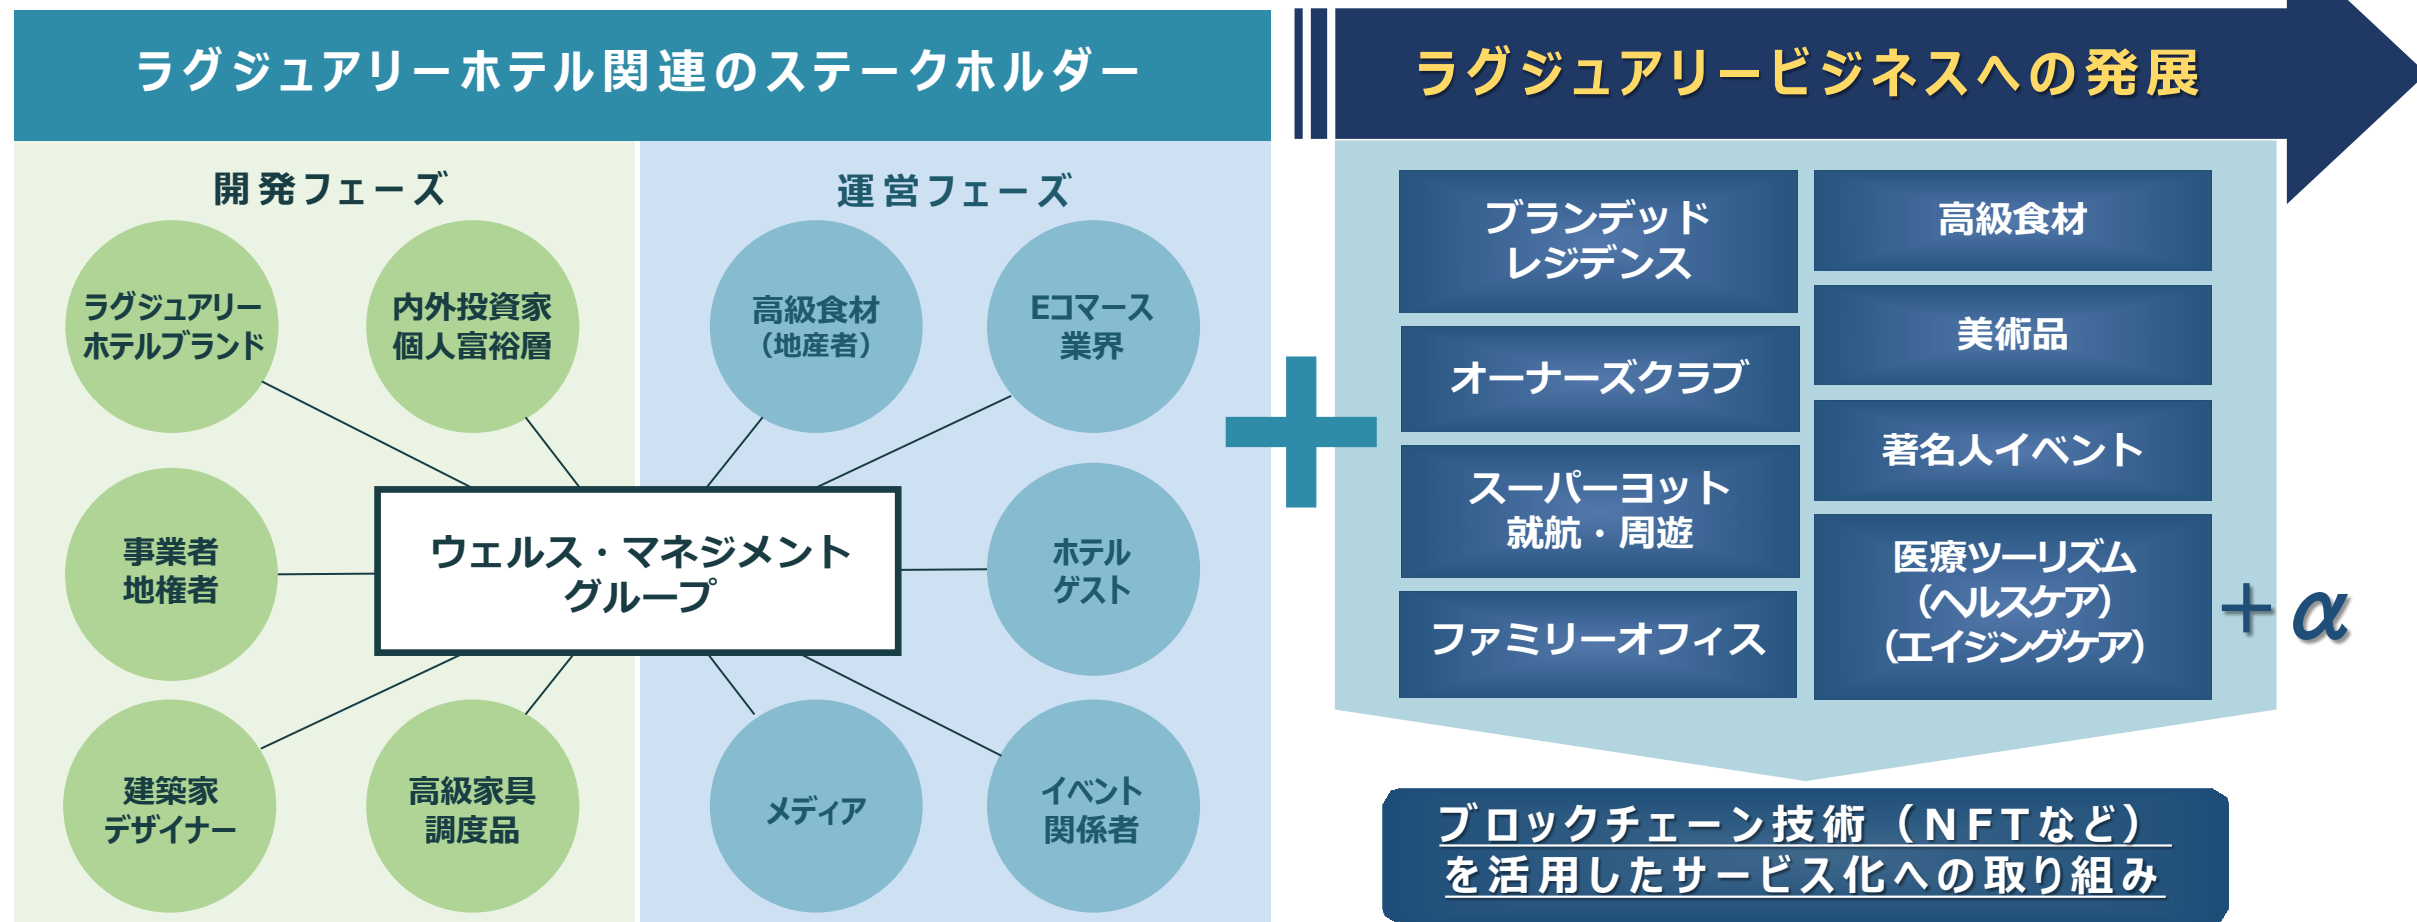 ラグジュアリーホテル関連のステークホルダー
ラグジュアリービジネスへの発展
開発フェーズ
ラグジュアリー
ホテルブランド
内外投資家
個人富裕層
事業者
地権者
建築家
デザイナー
高級家具
調度品
運営フェーズ
高級食材
（地産者）
Eコマース
業界
ホテル
ゲスト
メディア
イベント
関係者
ウェルス・マネジメント
グループ
+
ブランデッド
レジデンス
オーナーズクラブ
スーパーヨット
就航・周遊
ファミリーオフィス
高級食材
美術品
著名人イベント
医療ツーリズム
（ヘルスケア）
（エイジングケア）
＋α
ブロックチェーン技術（NFTなど）
を活用したサービス化への取り組み